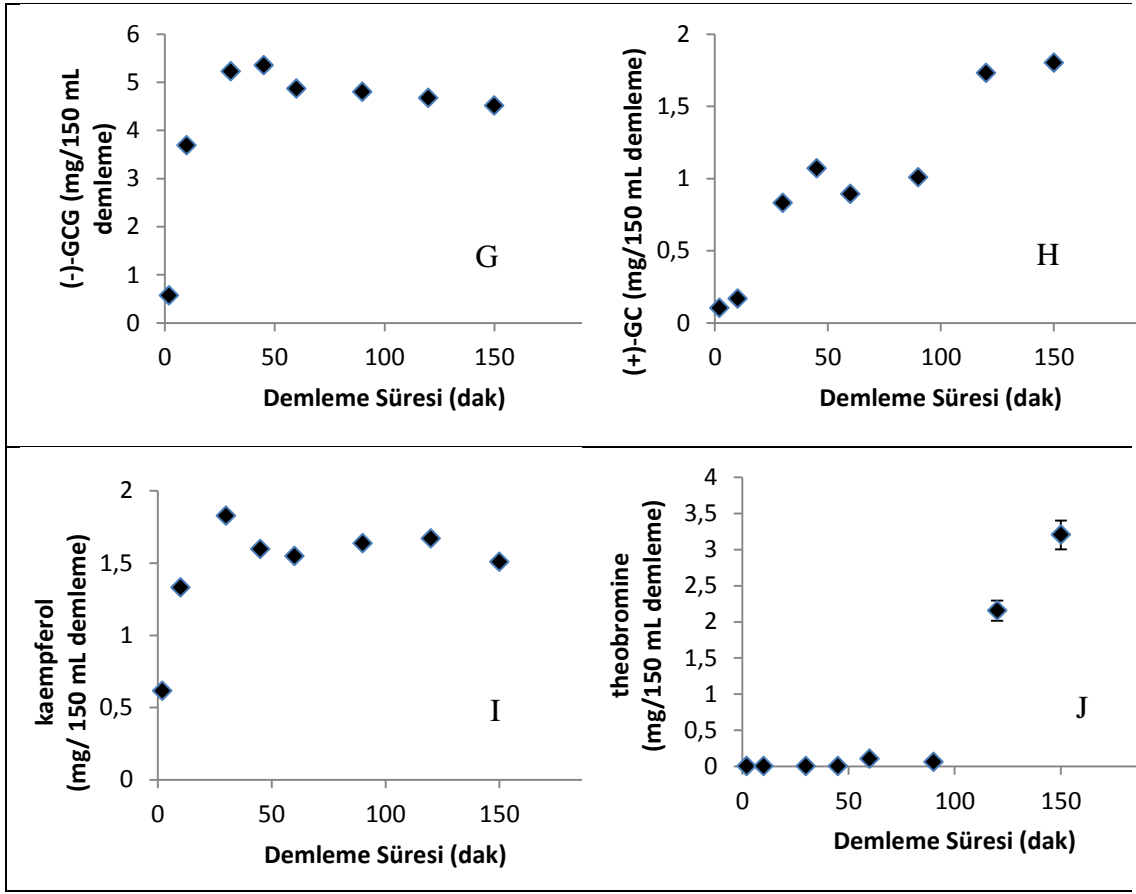 6
5
4
3
2
1
0
0 50 100 150
(-)-GCG (mg/150 mL
demleme)
Demleme Süresi (dak)
G
2
1,5
1
0,5
0
0 50 100 150
(+)-GC (mg/150 mL demleme)
Demleme Süresi (dak)
H
2
1,5
1
0,5
0
0 50 100 150
kaempferol
(mg/ 150 mL demleme)
Demleme Süresi (dak)
I
4
3,5
3
2,5
2
1,5
1
0,5
0
0 50 100 150
theobromine
(mg/150 mL demleme)
Demleme Süresi (dak)
J